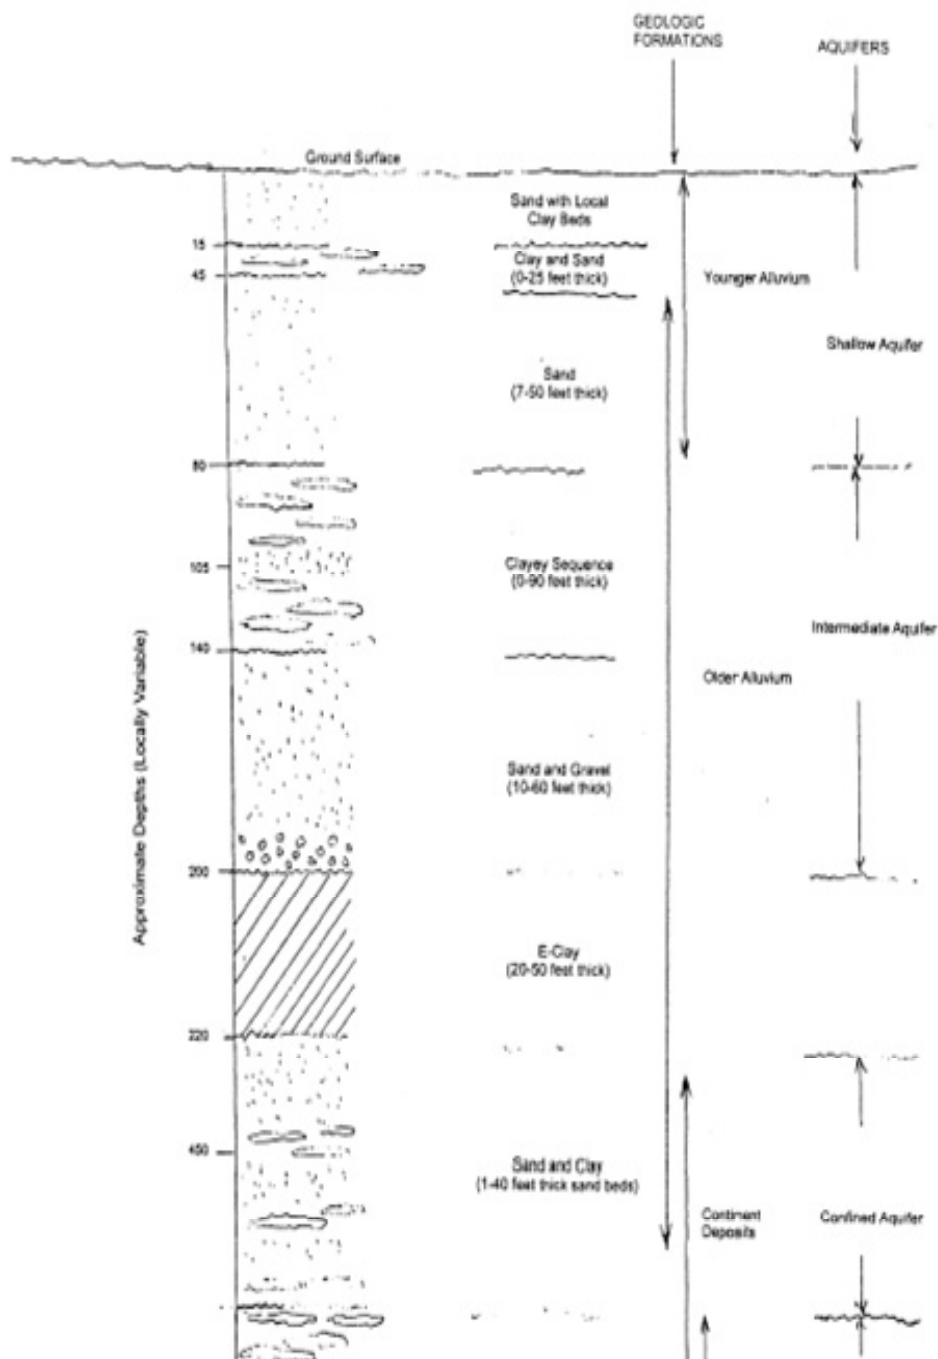 GEOLOGIC
FORMATIONS
AQUIFERS
Ground Surface
Sand with Local
Clay Beds
15
Clay and Sand
(0-25 feet thick)
45
Younger Alluvium
Shallow Aquifer
Sand
(7-50 feet thick)
80
Clayey Sequence
(0-90 feet thick)
105
Intermediate Aquifer
140
Older Alluvium
Sand and Gravel
(10-60 feet thick)
200
E-Clay
(20-50 feet thick)
220
450
Sand and Clay
(1-40 feet thick sand beds)
Continent
Deposits
Confined Aquifer
Approximate Depths (Locally Variable)